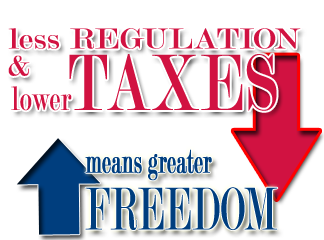 less REGULATION
&
lower TAXES
means greater
FREEDOM